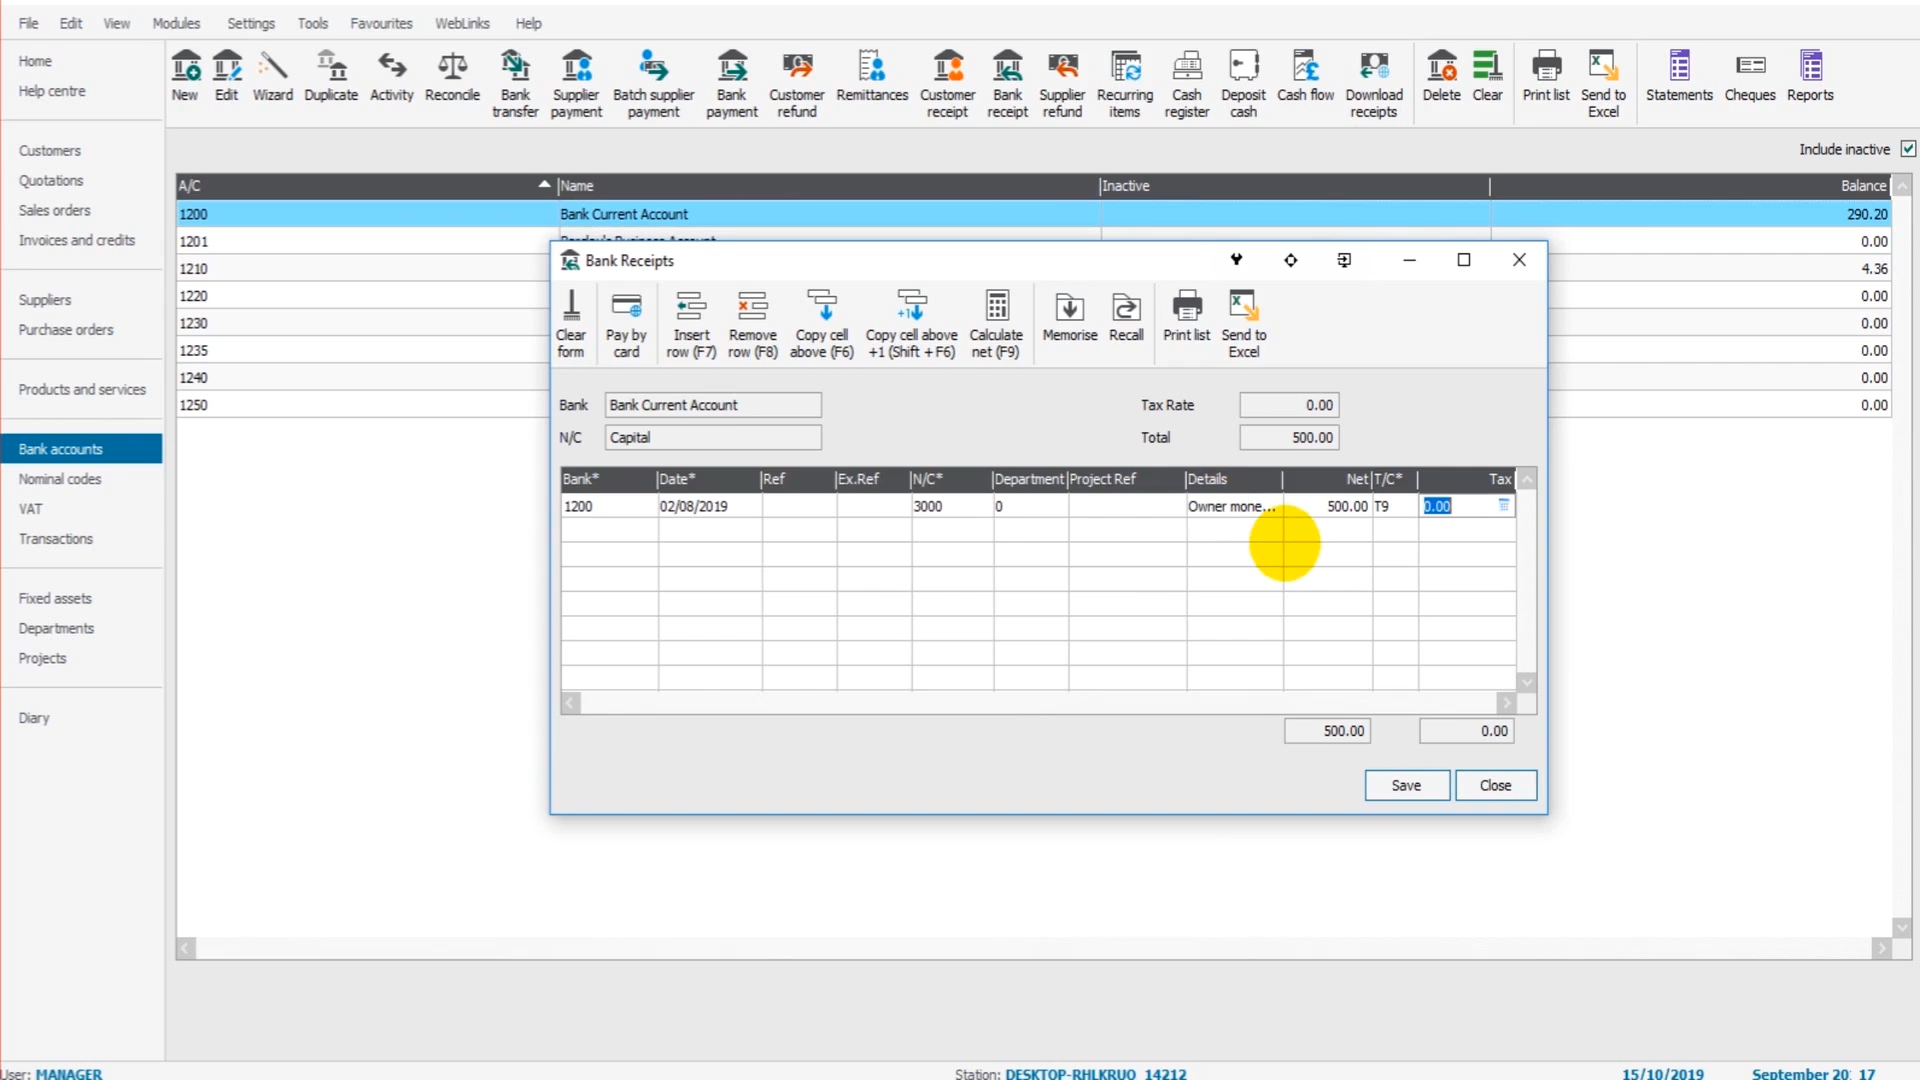 File Edit View Modules Settings Tools Favourites WebLinks Help
Home
Help centre
Customers
Quotations
Sales orders
Invoices and credits
Suppliers
Purchase orders
Products and services
Bank accounts
Nominal codes
VAT
Transactions
Fixed assets
Departments
Projects
Diary
New Edit Wizard Duplicate Activity Reconcile Bank transfer Supplier payment Batch supplier payment Bank payment Customer refund Remittances Customer receipt Bank receipt Supplier refund Recurring items Cash register Deposit cash Cash flow Download receipts Delete Clear Print list Send to Excel Statements Cheques Reports
Include inactive
A/C Name Inactive Balance
1200 Bank Current Account 290.20
1201 0.00
1210 4.36
1220 0.00
1230 0.00
1235 0.00
1240 0.00
1250 0.00
Bank Receipts
Clear form Pay by card Insert row (F7) Remove row (F8) Copy cell above (F6) Copy cell above +1 (Shift + F6) Calculate net (F9) Memorise Recall Print list Send to Excel
Bank Bank Current Account Tax Rate 0.00
N/C Capital Total 500.00
Bank* Date* Ref Ex.Ref N/C* Department Project Ref Details Net T/C* Tax
1200 02/08/2019 3000 0 Owner mone... 500.00 T9 0.00
500.00 0.00
Save Close
User: MANAGER Station: DESKTOP-RHLKRUO_14212 15/10/2019 September 20 17